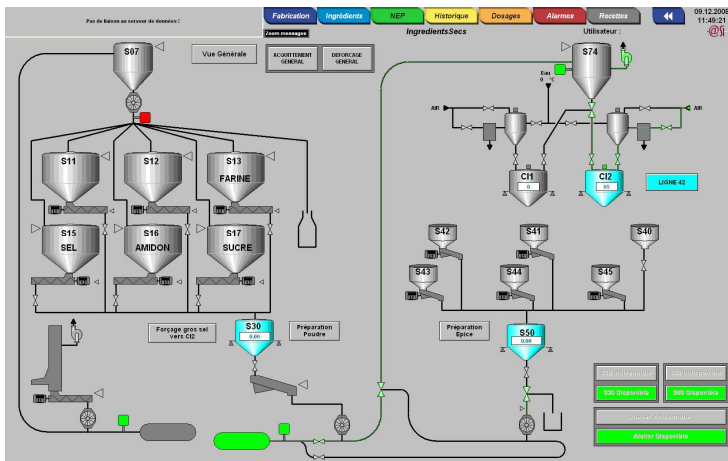 Pas de liaison au serveur de données !
Fabrication
Ingrédients
NEP
Historique
Dosages
Alarmes
Recettes
09.12.2008
11:49:21
Zoom messages
IngredientsSecs
Utilisateur :
@Si
S07
Vue Générale
ACQUITTEMENT
GENERAL
DEFORCAGE
GENERAL
S74
Eau
0 °C
AIR
AIR
S11
S12
S13
FARINE
CI1
0
CI2
65
LIGNE 42
S15
SEL
S16
AMIDON
S17
SUCRE
S42
S41
S40
S43
S44
S45
Forçage gros sel
vers CI2
S30
0.00
Préparation
Poudre
Préparation
Epice
S50
0.00
S30 Disponible
Atelier Disponible